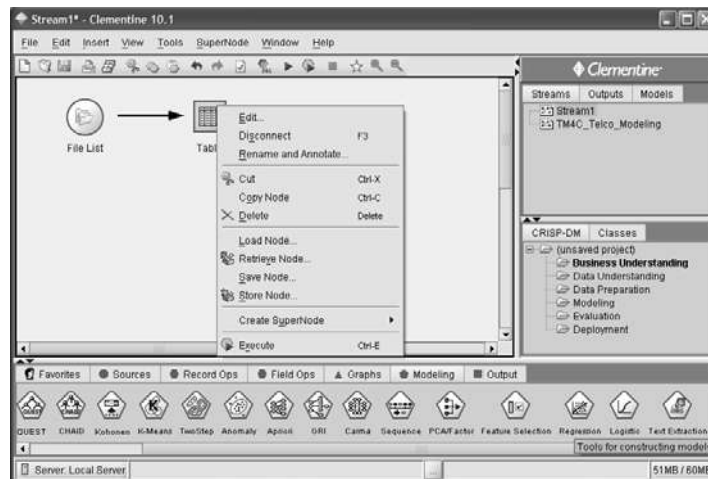 Stream1* - Clementine 10.1
File Edit Insert View Tools SuperNode Window Help
Clementine
Streams Outputs Models
Stream1
TM4C_Telco_Modeling
File List
Tabl
Edit...
Disconnect F3
Rename and Annotate...
Cut Ctrl-X
Copy Node Ctrl-C
Delete Delete
Load Node...
Retrieve Node...
Save Node...
Store Node...
Create SuperNode
Execute Ctrl-E
CRISP-DM Classes
(unsaved project)
Business Understanding
Data Understanding
Data Preparation
Modeling
Evaluation
Deployment
Favorites Sources Record Ops Field Ops Graphs Modeling Output
QUEST CHAID Kohonen K-Means TwoStep Anomaly Apriori GRI Carma Sequence PCA/Factor Feature Selection Regression Logistic Text Extraction
Tools for constructing model
Server: Local Server
51MB / 60MB